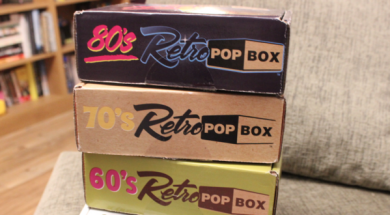 80's Retro POP BOX
70's Retro POP BOX
60's Retro POP BOX